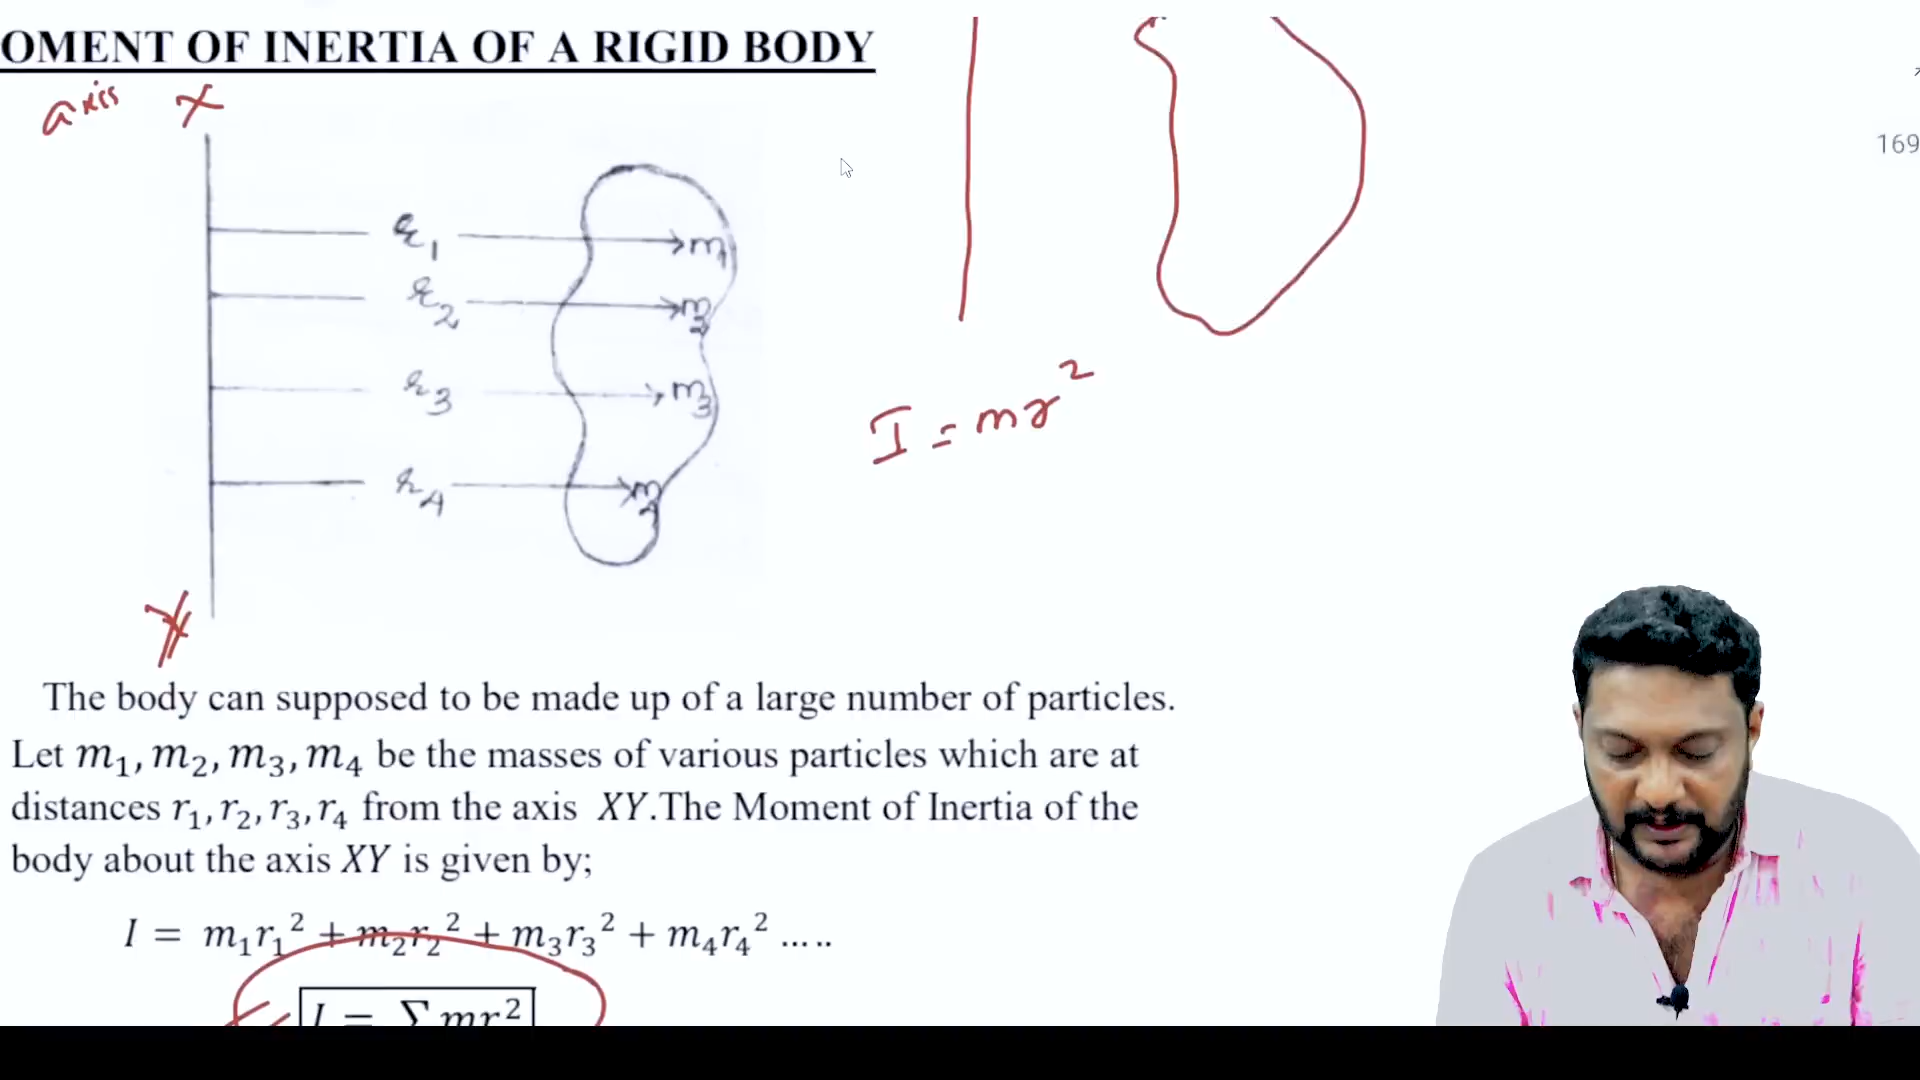 OMENT OF INERTIA OF A RIGID BODY
axis X
r1 m1
r2 m2
r3 m3
r4 m4
Y
I = mr²
169
The body can supposed to be made up of a large number of particles.
Let m₁, m₂, m₃, m₄ be the masses of various particles which are at
distances r₁, r₂, r₃, r₄ from the axis XY.The Moment of Inertia of the
body about the axis XY is given by;
I = m₁r₁² + m₂r₂² + m₃r₃² + m₄r₄² .....
I = ∑ mr²